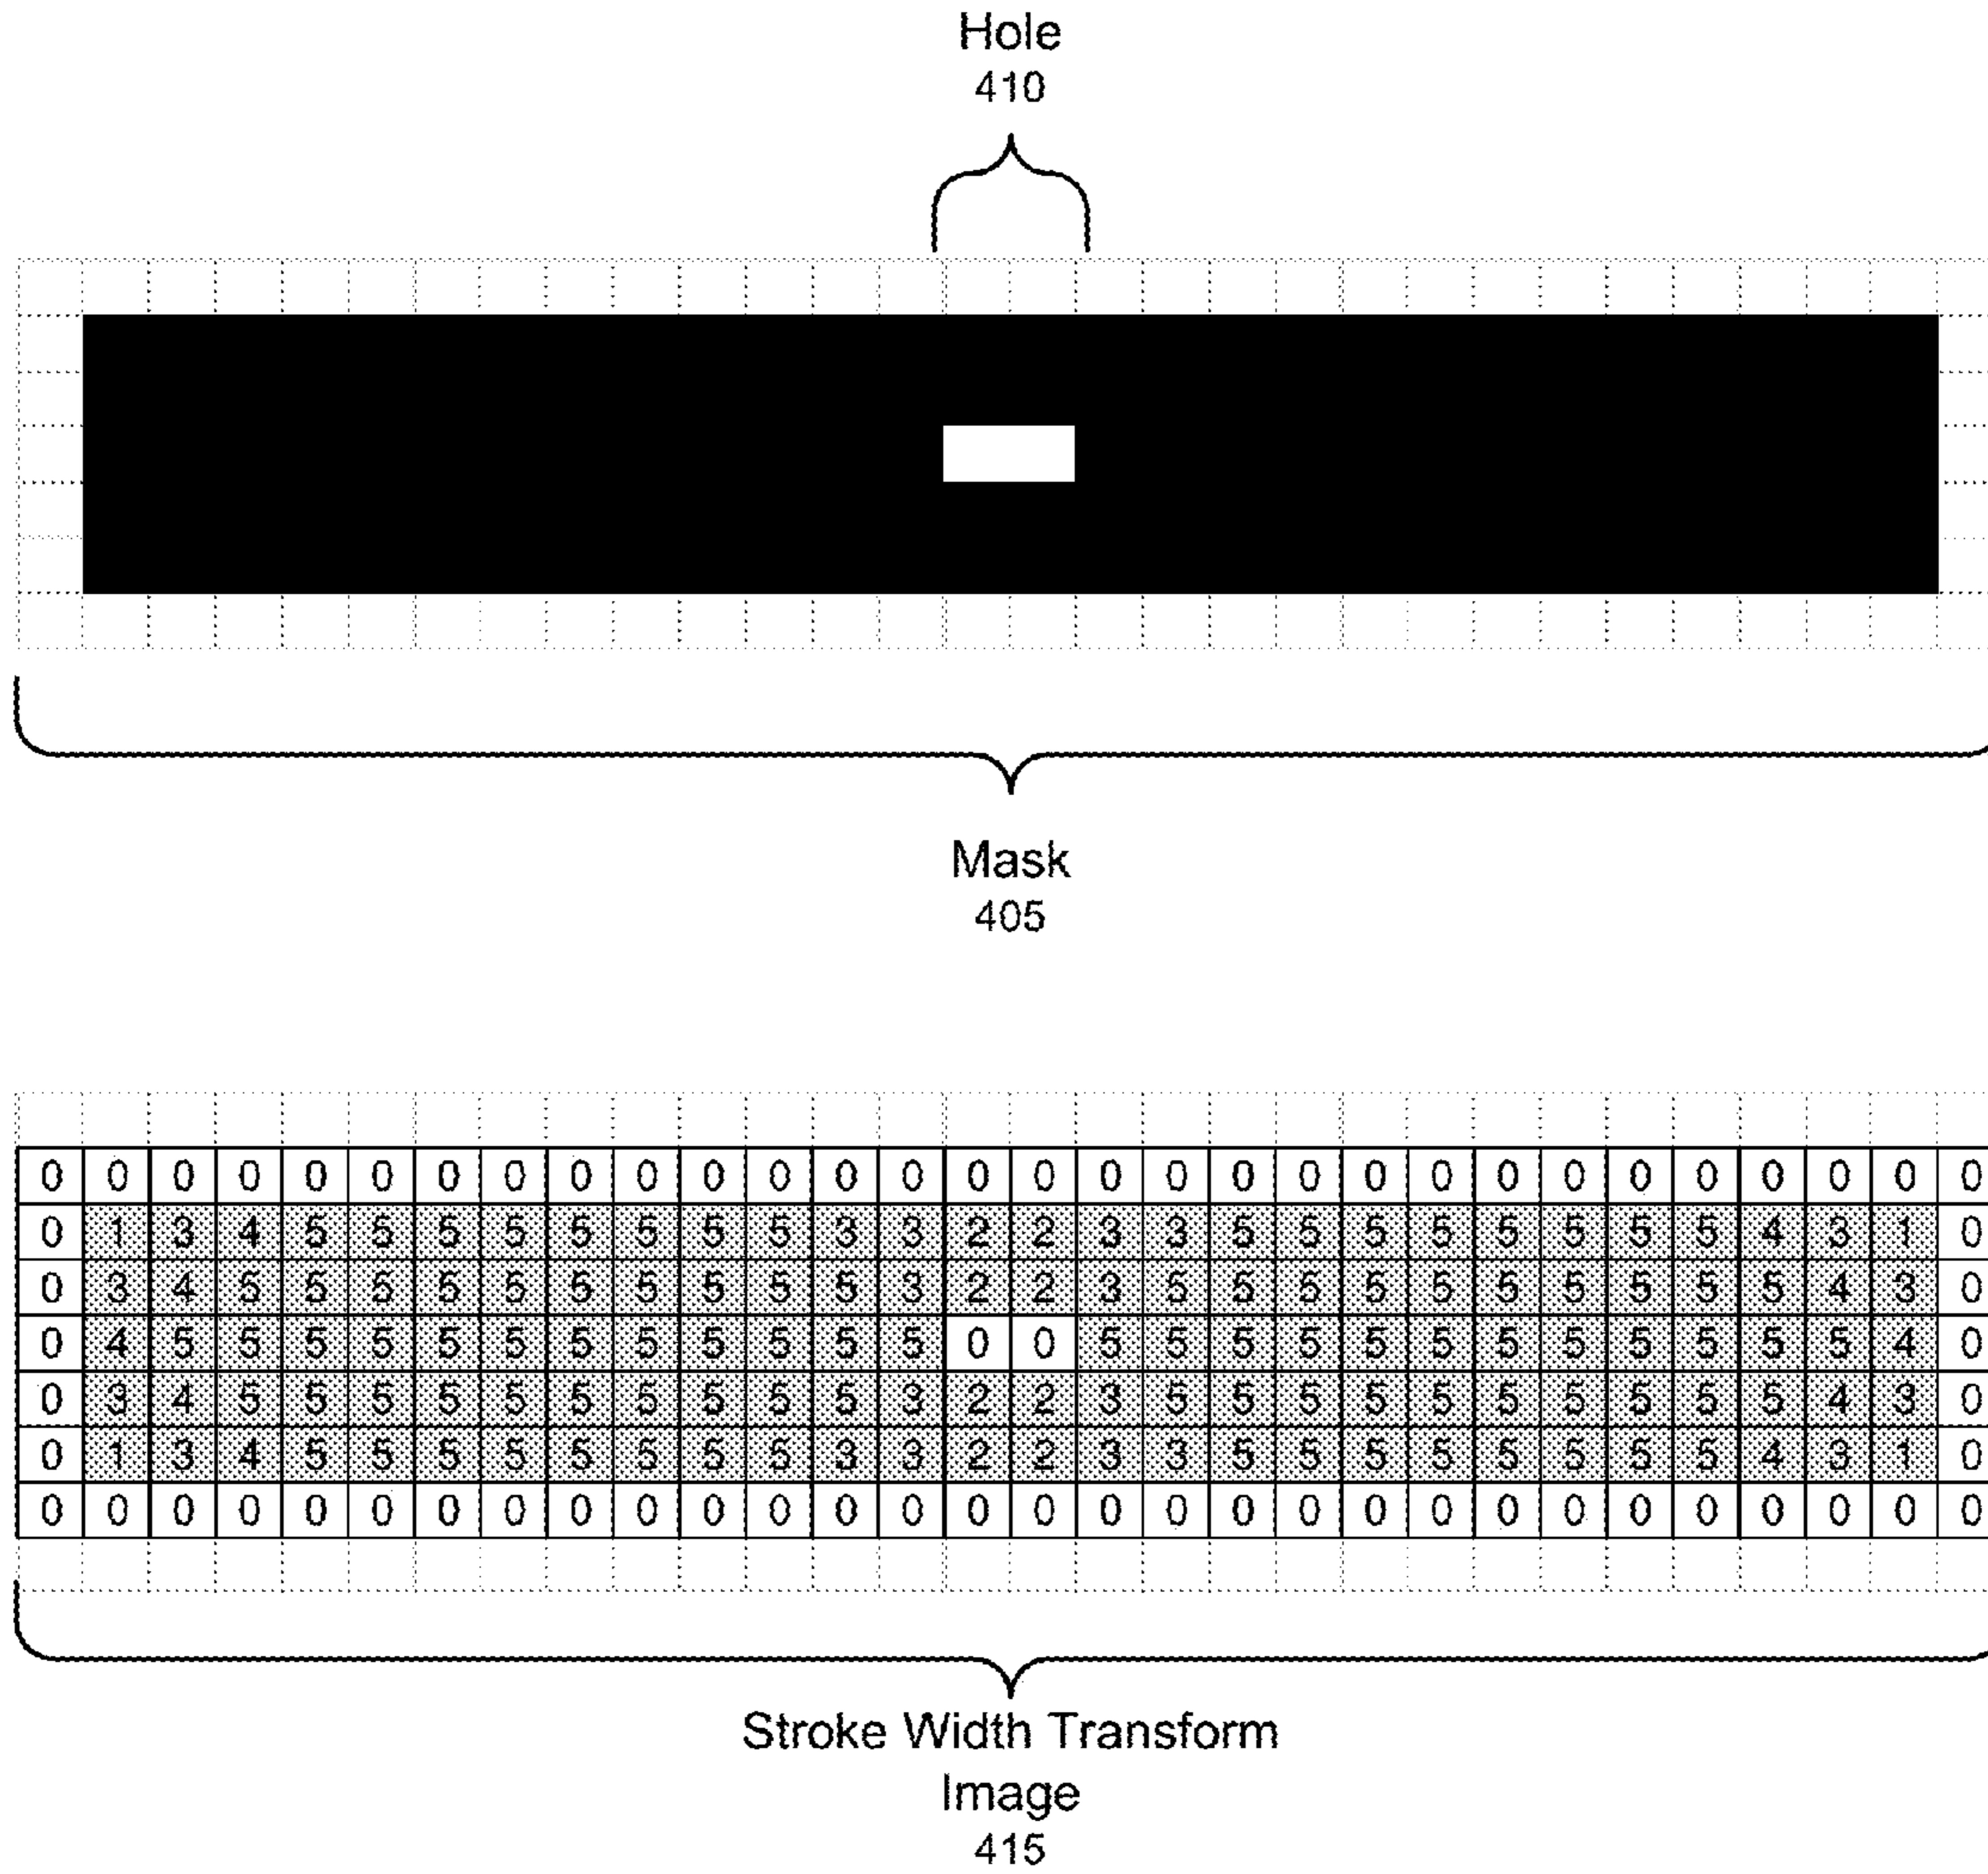 Hole
410
Mask
405
0 0 0 0 0 0 0 0 0 0 0 0 0 0 0 0 0 0 0 0 0 0 0 0 0 0 0 0 0 0
0 1 3 4 5 5 5 5 5 5 5 5 3 3 2 2 3 3 5 5 5 5 5 5 5 5 4 3 1 0
0 3 4 5 5 5 5 5 5 5 5 5 5 3 2 2 3 5 5 5 5 5 5 5 5 5 5 4 3 0
0 4 5 5 5 5 5 5 5 5 5 5 5 5 0 0 5 5 5 5 5 5 5 5 5 5 5 5 4 0
0 3 4 5 5 5 5 5 5 5 5 5 5 3 2 2 3 5 5 5 5 5 5 5 5 5 5 4 3 0
0 1 3 4 5 5 5 5 5 5 5 5 3 3 2 2 3 3 5 5 5 5 5 5 5 5 4 3 1 0
0 0 0 0 0 0 0 0 0 0 0 0 0 0 0 0 0 0 0 0 0 0 0 0 0 0 0 0 0 0
Stroke Width Transform
Image
415